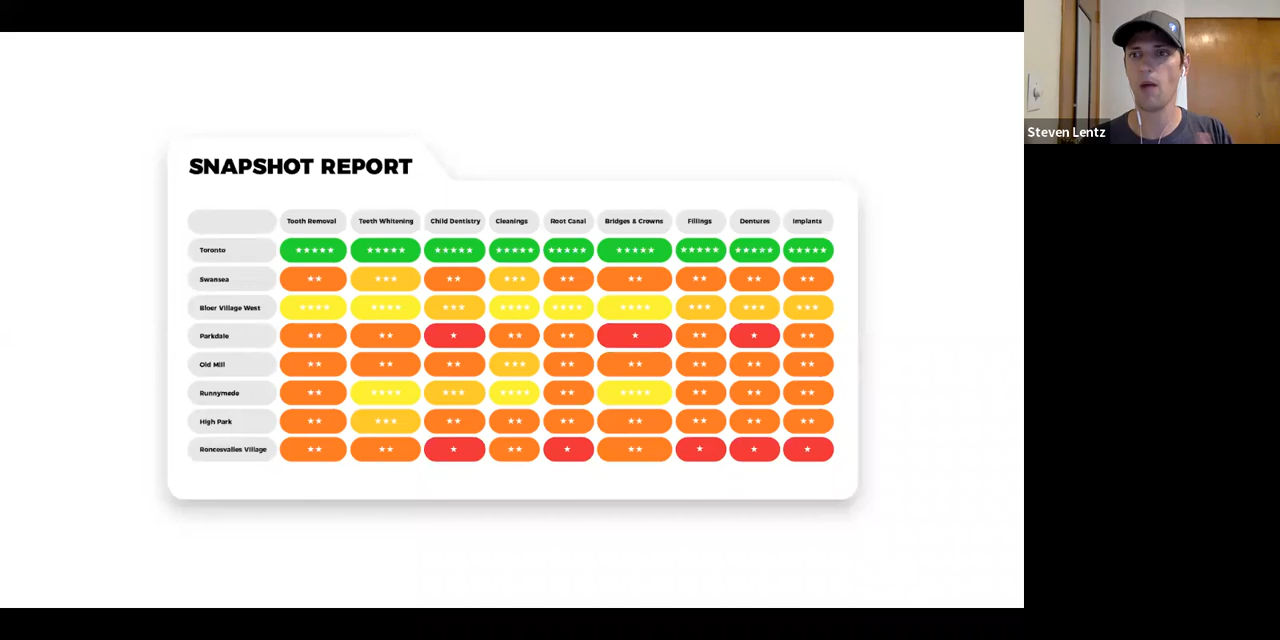 Steven Lentz
SNAPSHOT REPORT
Tooth Removal Teeth Whitening Child Dentistry Cleanings Root Canal Bridges & Crowns Fillings Dentures Implants
Toronto ★★★★★ ★★★★★ ★★★★★ ★★★★★ ★★★★★ ★★★★★ ★★★★★ ★★★★★ ★★★★★
Swansea ★★ ★★★ ★★ ★★★ ★★ ★★ ★★ ★★ ★★
Bloer Village West ★★★★ ★★★★ ★★★ ★★★★ ★★★★ ★★★★ ★★★ ★★★ ★★★
Parkdale ★★ ★★ ★ ★★ ★★ ★ ★★ ★ ★★
Old Mill ★★ ★★ ★★ ★★★ ★★ ★★ ★★ ★★ ★★
Runnymede ★★ ★★★★ ★★★ ★★★★ ★★ ★★★★ ★★ ★★ ★★
High Park ★★ ★★★ ★★ ★★ ★★ ★★ ★★ ★★ ★★
Roncesvalles Village ★★ ★★ ★ ★★ ★ ★★ ★ ★ ★